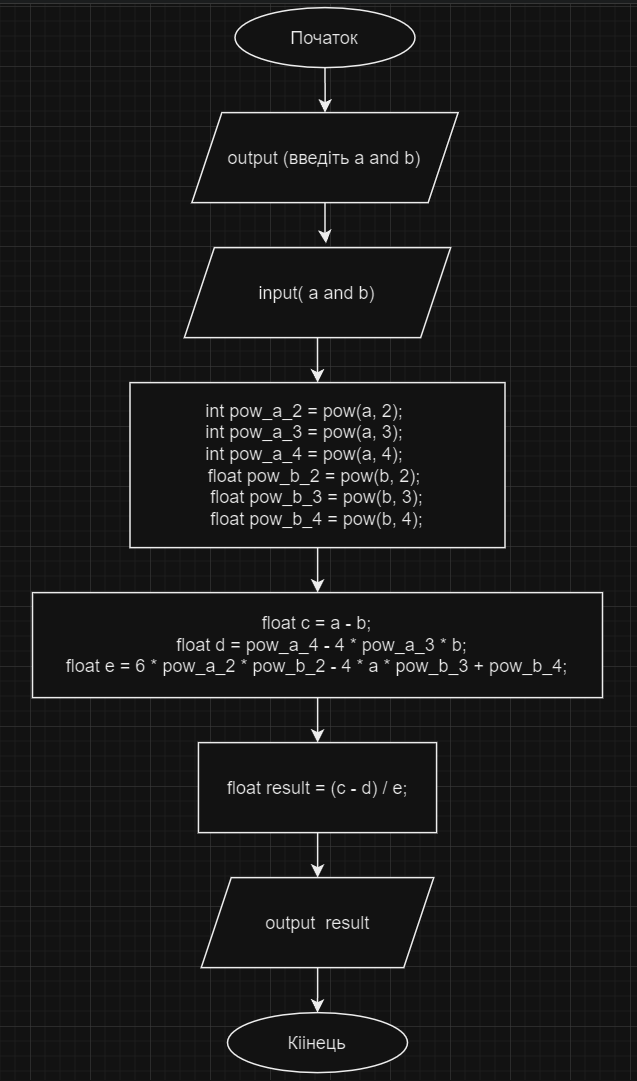 Початок
output (введіть a and b)
input( a and b)
int pow_a_2 = pow(a, 2);
int pow_a_3 = pow(a, 3);
int pow_a_4 = pow(a, 4);
float pow_b_2 = pow(b, 2);
float pow_b_3 = pow(b, 3);
float pow_b_4 = pow(b, 4);
float c = a - b;
float d = pow_a_4 - 4 * pow_a_3 * b;
float e = 6 * pow_a_2 * pow_b_2 - 4 * a * pow_b_3 + pow_b_4;
float result = (c - d) / e;
output  result
Кіінець